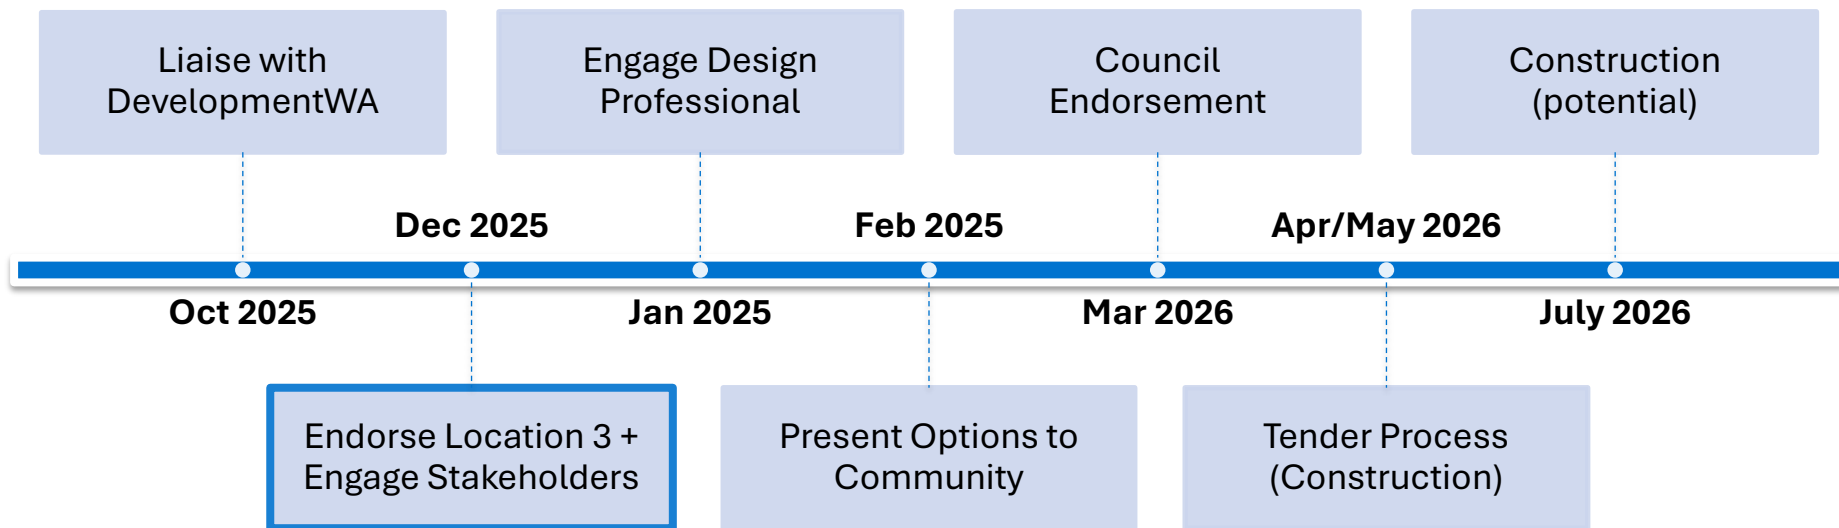 Liaise with
DevelopmentWA
Engage Design
Professional
Council
Endorsement
Construction
(potential)
Dec 2025
Feb 2025
Apr/May 2026
Oct 2025
Jan 2025
Mar 2026
July 2026
Endorse Location 3 +
Engage Stakeholders
Present Options to
Community
Tender Process
(Construction)